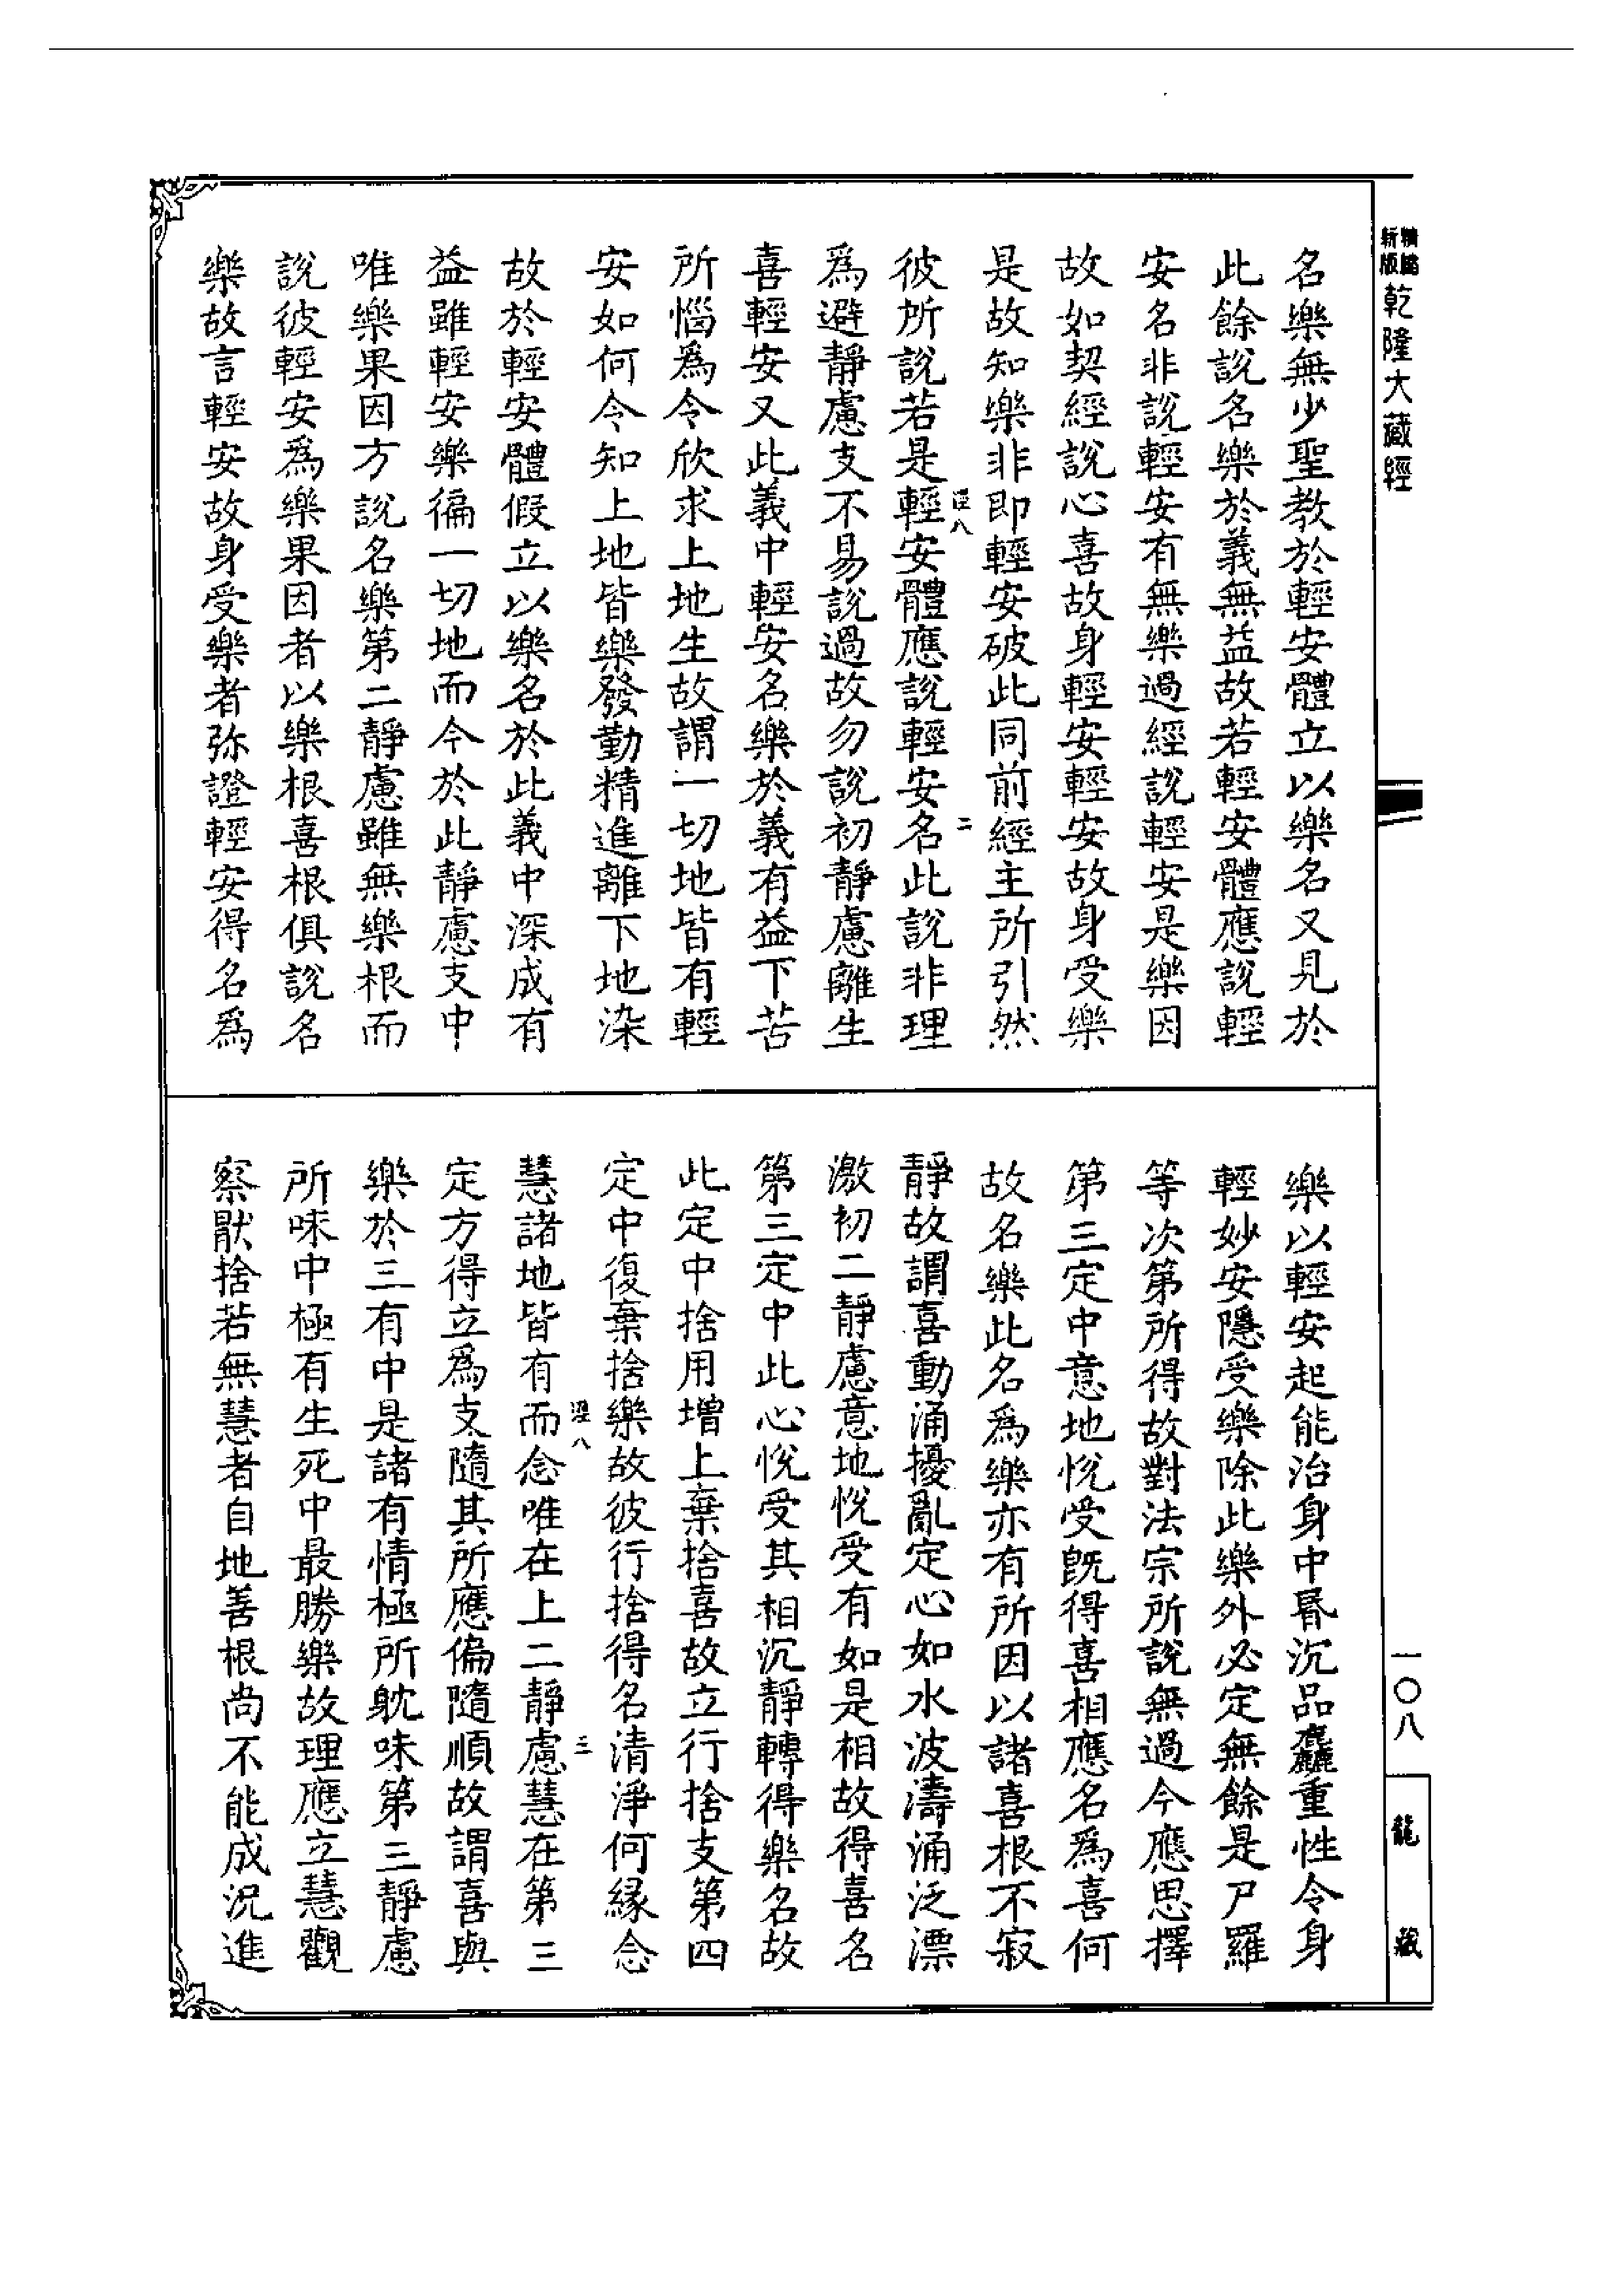 新版
精縮
乾隆大藏經
名樂無少聖教於輕安體立以樂名又見於
此餘說名樂於義無益故若輕安體應說輕
安名非說輕安有無樂過經說輕安是樂因
故如契經說心喜故身輕安輕安故身受樂
是故知樂非即輕安破此同前經主所引然
彼所說若是輕安體應說輕安名此說非理
爲避靜慮支不易說過故勿說初靜慮離生
喜輕安又此義中輕安名樂於義有益下苦
所惱爲令欣求上地生故謂一切地皆有輕
安如何令知上地皆樂發勤精進離下地染
故於輕安體假立以樂名於此義中深成有
益雖輕安樂徧一切地而今於此靜慮支中
唯樂果因方說名樂第二靜慮雖無樂根而
說彼輕安爲樂果因者以樂根喜根俱說名
樂故言輕安故身受樂者弥證輕安得名爲
八
二
樂以輕安起能治身中昬沉品麤重性令身
輕妙安隱受樂除此樂外必定無餘是尸羅
等次第所得故對法宗所說無過今應思擇
第三定中意地悅受旣得喜相應名爲喜何
故名樂此名爲樂亦有所因以諸喜根不寂
靜故謂喜動涌擾亂定心如水波濤涌泛漂
激初二靜慮意地悅受有如是相故得喜名
第三定中此心悅受其相沉靜轉得樂名故
此定中捨用增上棄捨喜故立行捨支第四
定中復棄捨樂故彼行捨得名清淨何緣念
慧諸地皆有而念唯在上二靜慮慧在第三
定方得立爲支隨其所應偏隨順故謂喜與
樂於三有中是諸有情極所躭味第三靜慮
所味中極有生死中最勝樂故理應立慧觀
察猒捨若無慧者自地善根尚不能成況進
八
三
一〇八
龍藏